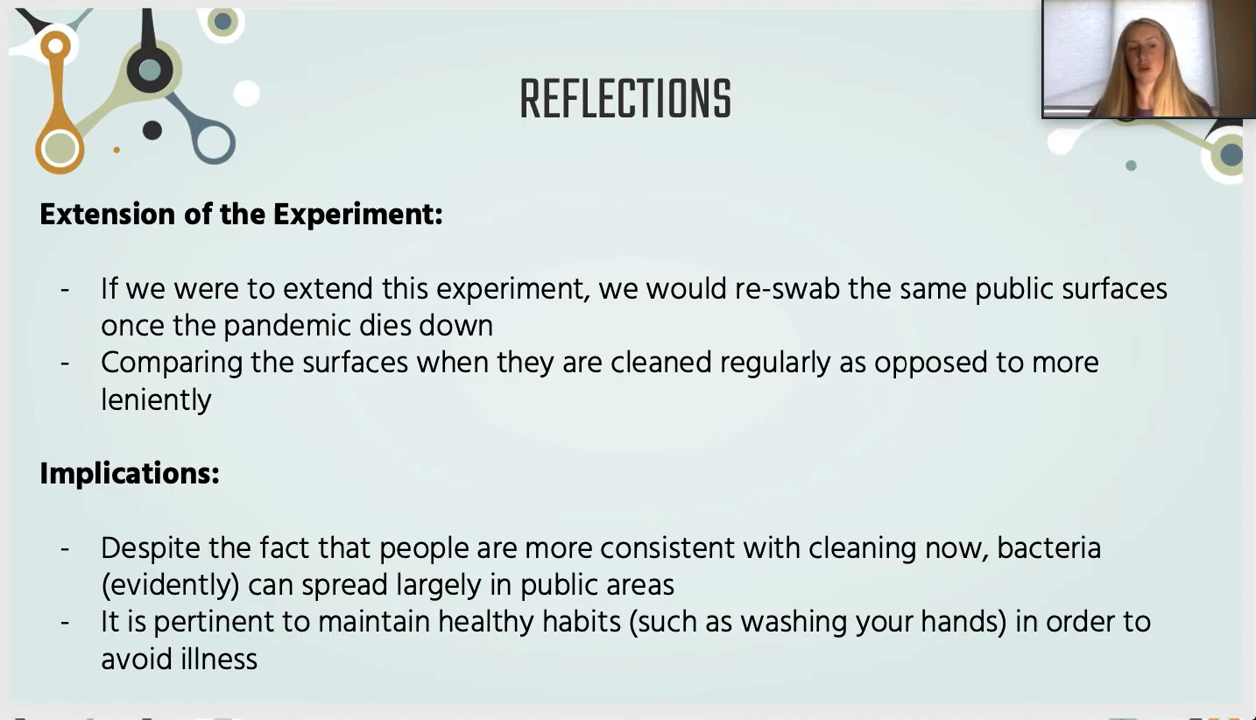 REFLECTIONS
Extension of the Experiment:
- If we were to extend this experiment, we would re-swab the same public surfaces
once the pandemic dies down
- Comparing the surfaces when they are cleaned regularly as opposed to more
leniently
Implications:
- Despite the fact that people are more consistent with cleaning now, bacteria
(evidently) can spread largely in public areas
- It is pertinent to maintain healthy habits (such as washing your hands) in order to
avoid illness